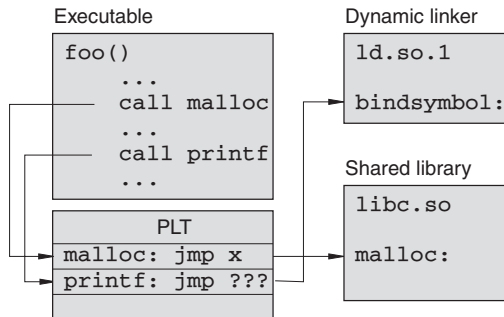 Executable
foo()
...
call malloc
...
call printf
...
PLT
malloc: jmp x
printf: jmp ???
Dynamic linker
ld.so.1
bindsymbol:
Shared library
libc.so
malloc: